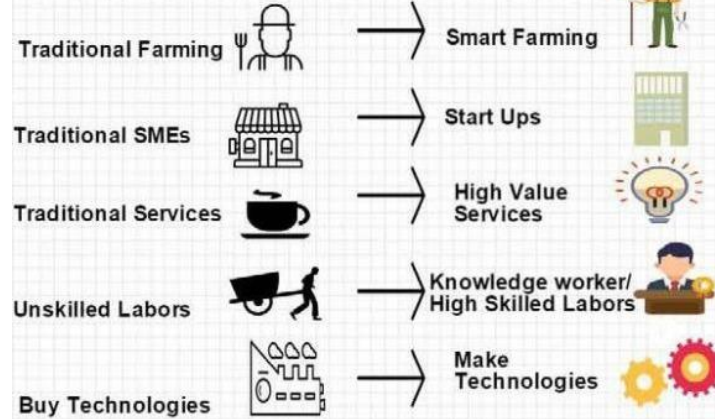 Traditional Farming
Smart Farming
Traditional SMEs
Start Ups
Traditional Services
High Value
Services
Unskilled Labors
Knowledge worker/
High Skilled Labors
Buy Technologies
Make
Technologies